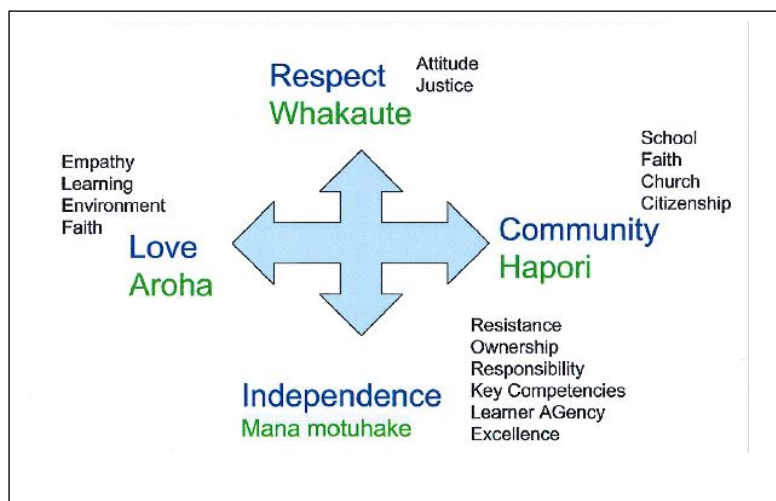 Respect
Whakaute
Attitude
Justice
Empathy
Learning
Environment
Faith
Love
Aroha
School
Faith
Church
Citizenship
Community
Hapori
Independence
Mana motuhake
Resistance
Ownership
Responsibility
Key Competencies
Learner AGency
Excellence